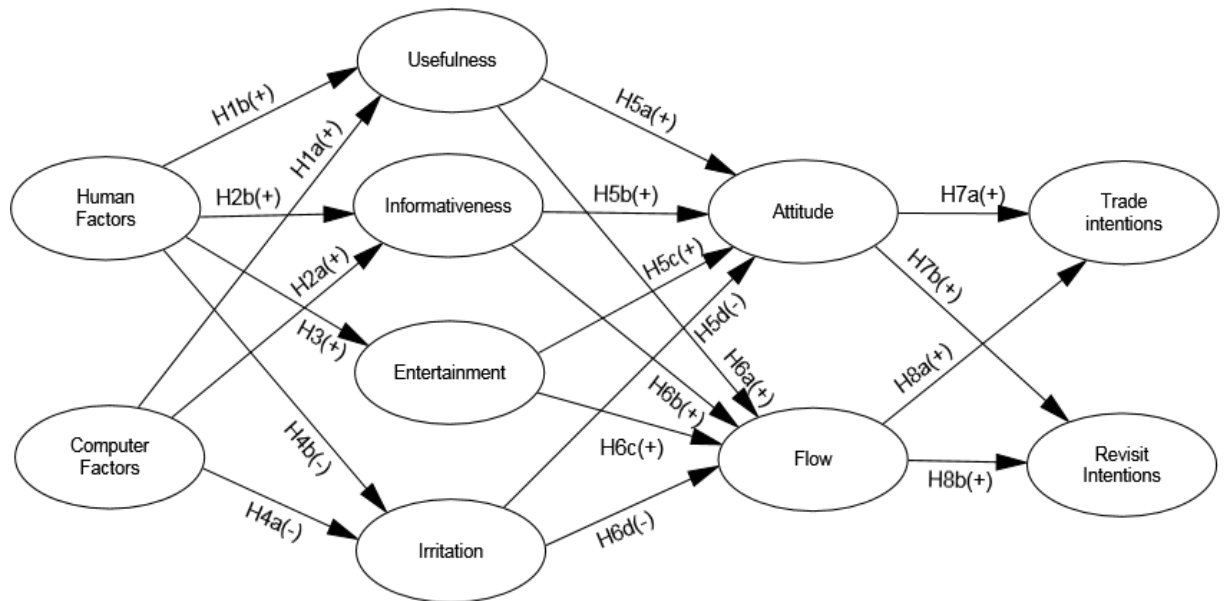 Usefulness
H1b(+)
H5a(+)
H1a(+)
Human
Factors
H2b(+)
Informativeness
H5b(+)
Attitude
H7a(+)
Trade
intentions
H2a(+)
H5c(+)
H7b(+)
H3(+)
H5d(-)
Entertainment
H6a(+)
H8a(+)
H6b(+)
Computer
Factors
H4b(-)
H6c(+)
Flow
Revisit
Intentions
H8b(+)
H4a(-)
H6d(-)
Irritation